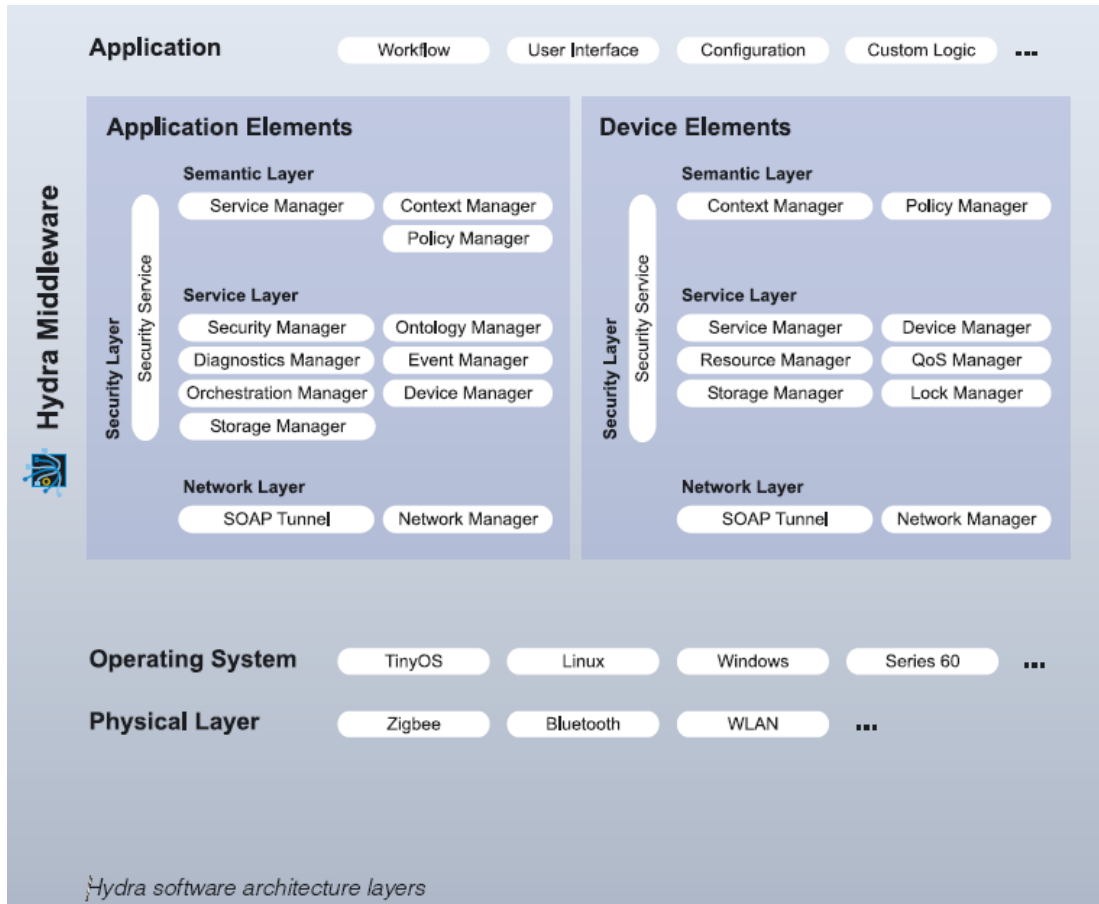 Application
Workflow
User Interface
Configuration
Custom Logic
...
Hydra Middleware
Application Elements
Security Layer
Security Service
Semantic Layer
Service Manager
Context Manager
Policy Manager
Service Layer
Security Manager
Ontology Manager
Diagnostics Manager
Event Manager
Orchestration Manager
Device Manager
Storage Manager
Network Layer
SOAP Tunnel
Network Manager
Device Elements
Security Layer
Security Service
Semantic Layer
Context Manager
Policy Manager
Service Layer
Service Manager
Device Manager
Resource Manager
QoS Manager
Storage Manager
Lock Manager
Network Layer
SOAP Tunnel
Network Manager
Operating System
TinyOS
Linux
Windows
Series 60
...
Physical Layer
Zigbee
Bluetooth
WLAN
...
Hydra software architecture layers